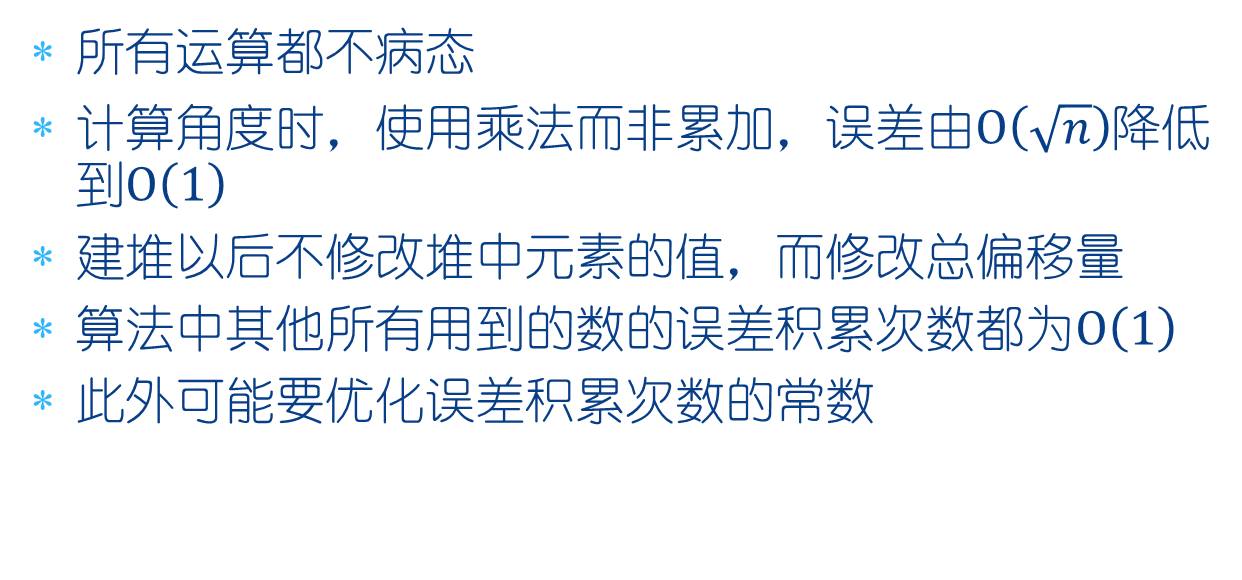 * 所有运算都不病态
* 计算角度时，使用乘法而非累加，误差由O(√n)降低
到O(1)
* 建堆以后不修改堆中元素的值，而修改总偏移量
* 算法中其他所有用到的数的误差积累次数都为O(1)
* 此外可能要优化误差积累次数的常数